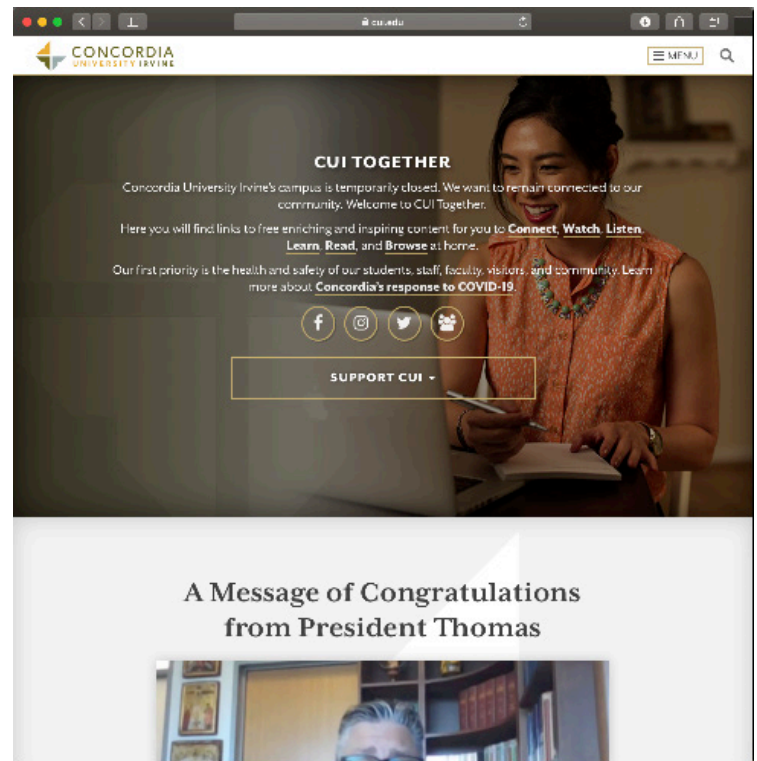 cui.edu
CONCORDIA
UNIVERSITY IRVINE
MENU
CUI TOGETHER
Concordia University Irvine's campus is temporarily closed. We want to remain connected to our
community. Welcome to CUI Together.
Here you will find links to free enriching and inspiring content for you to Connect, Watch, Listen,
Learn, Read, and Browse at home.
Our first priority is the health and safety of our students, staff, faculty, visitors, and community. Learn
more about Concordia's response to COVID-19.
SUPPORT CUI
A Message of Congratulations
from President Thomas